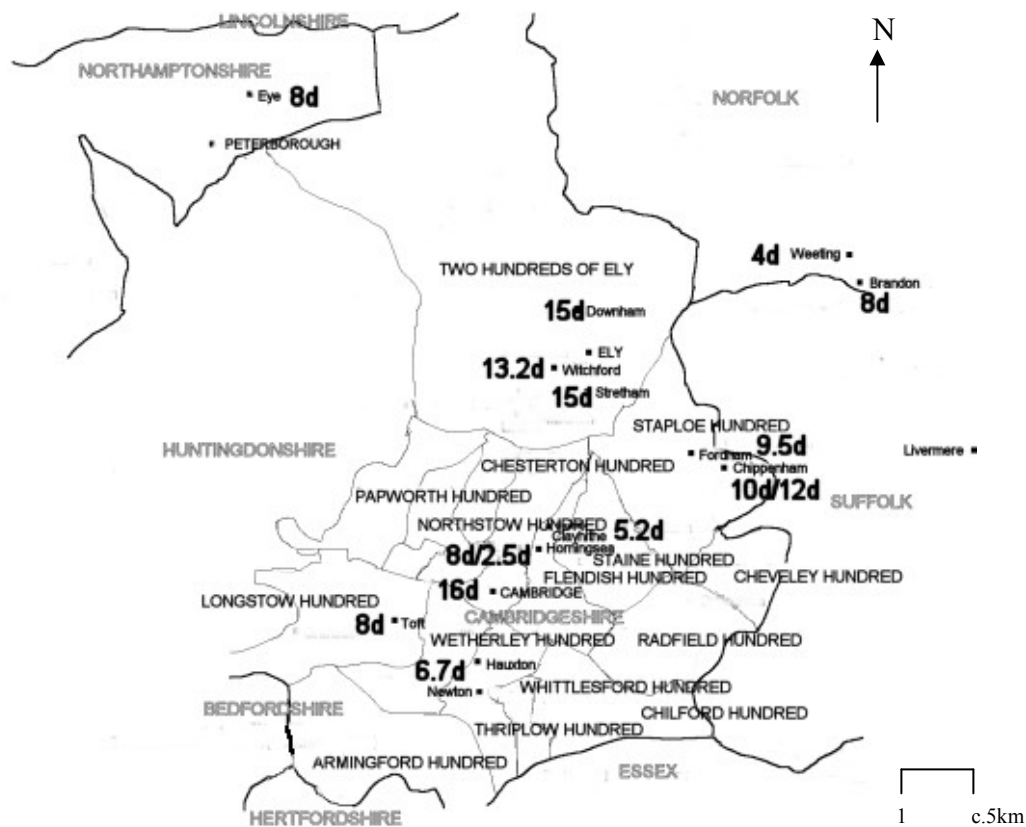 LINCOLNSHIRE
N
NORTHAMPTONSHIRE
Eye 8d
NORFOLK
PETERBOROUGH
4d Weeting
TWO HUNDREDS OF ELY
Brandon
8d
15d Downham
ELY
13.2d Witchford
15d Stretham
STAPLOE HUNDRED
9.5d
HUNTINGDONSHIRE
Fordham
Livermere
CHESTERTON HUNDRED
Chippenham
10d/12d
PAPWORTH HUNDRED
SUFFOLK
NORTHSTOW HUNDRED
5.2d
Clayhithe
8d/2.5d Horningsea
STAINE HUNDRED
FLENDISH HUNDRED
CHEVELEY HUNDRED
16d CAMBRIDGE
LONGSTOW HUNDRED
CAMBRIDGESHIRE
8d Toft
WETHERLEY HUNDRED
RADFIELD HUNDRED
6.7d Hauxton
Newton
WHITTLESFORD HUNDRED
BEDFORDSHIRE
CHILFORD HUNDRED
THRIPLOW HUNDRED
ARMINGFORD HUNDRED
ESSEX
HERTFORDSHIRE
1 c.5km